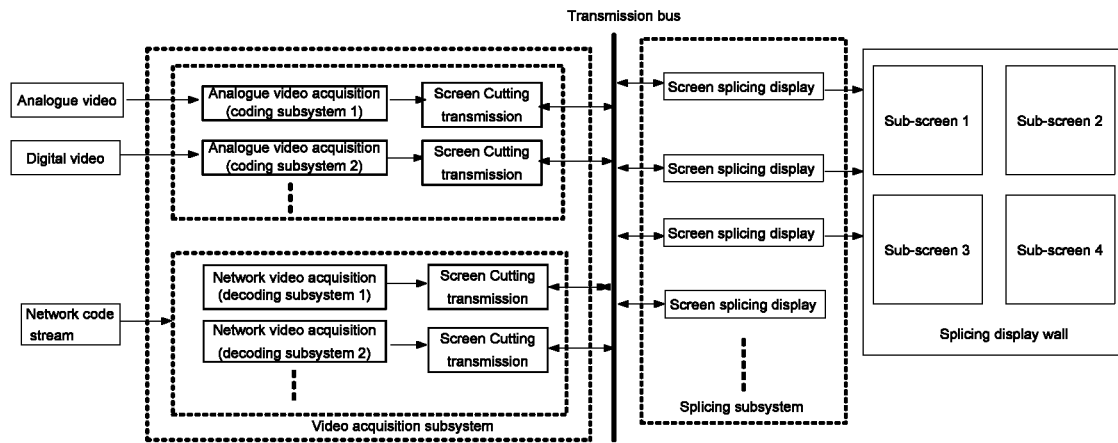 Transmission bus
Analogue video
Analogue video acquisition
(coding subsystem 1)
Screen Cutting
transmission
Digital video
Analogue video acquisition
(coding subsystem 2)
Screen Cutting
transmission
Network code
stream
Network video acquisition
(decoding subsystem 1)
Screen Cutting
transmission
Network video acquisition
(decoding subsystem 2)
Screen Cutting
transmission
Video acquisition subsystem
Screen splicing display
Screen splicing display
Screen splicing display
Screen splicing display
Splicing subsystem
Sub-screen 1
Sub-screen 2
Sub-screen 3
Sub-screen 4
Splicing display wall